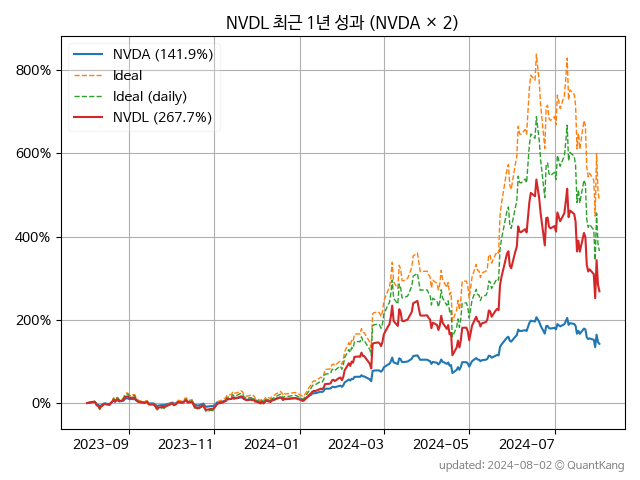 NVDL 최근 1년 성과 (NVDA × 2)
NVDA (141.9%)
Ideal
Ideal (daily)
NVDL (267.7%)
800%
600%
400%
200%
0%
2023-09 2023-11 2024-01 2024-03 2024-05 2024-07
updated: 2024-08-02 © QuantKang